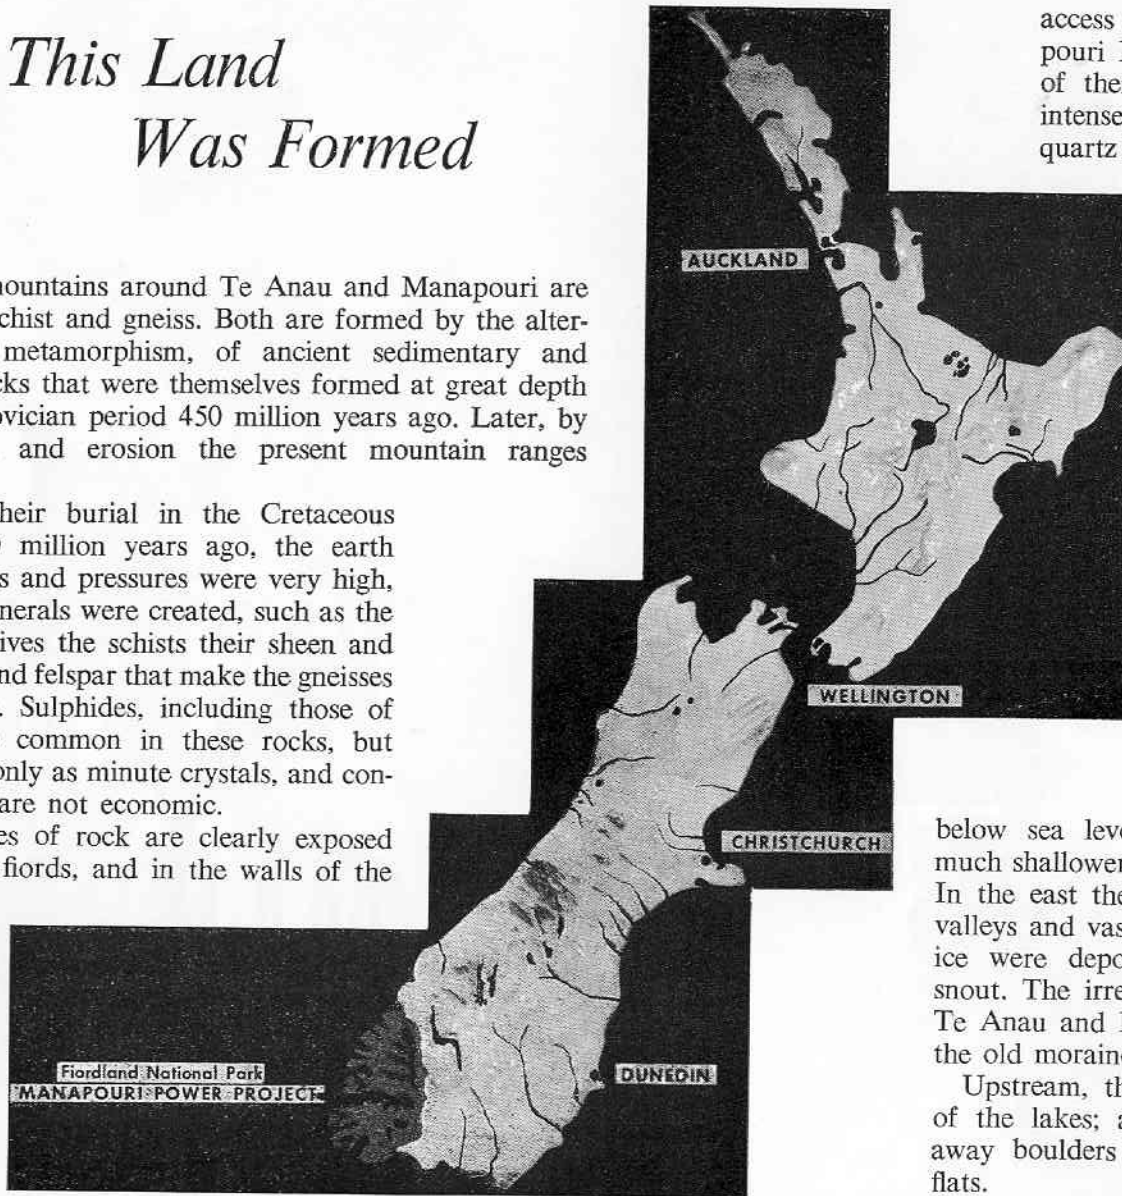 This Land
Was Formed
ountains around Te Anau and Manapouri are
chist and gneiss. Both are formed by the alter-
metamorphism, of ancient sedimentary and
cks that were themselves formed at great depth
ovician period 450 million years ago. Later, by
and erosion the present mountain ranges
heir burial in the Cretaceous
million years ago, the earth
s and pressures were very high,
inerals were created, such as the
ives the schists their sheen and
nd felspar that make the gneisses
. Sulphides, including those of
common in these rocks, but
only as minute crystals, and con-
are not economic.
es of rock are clearly exposed
fiords, and in the walls of the
AUCKLAND
WELLINGTON
CHRISTCHURCH
DUNEDIN
Fiordland National Park
MANAPOURI POWER PROJECT
access
pouri
of the
intense
quartz
below sea leve
much shallower
In the east the
valleys and vas
ice were depo
snout. The irre
Te Anau and
the old morain
Upstream, th
of the lakes; a
away boulders
flats.